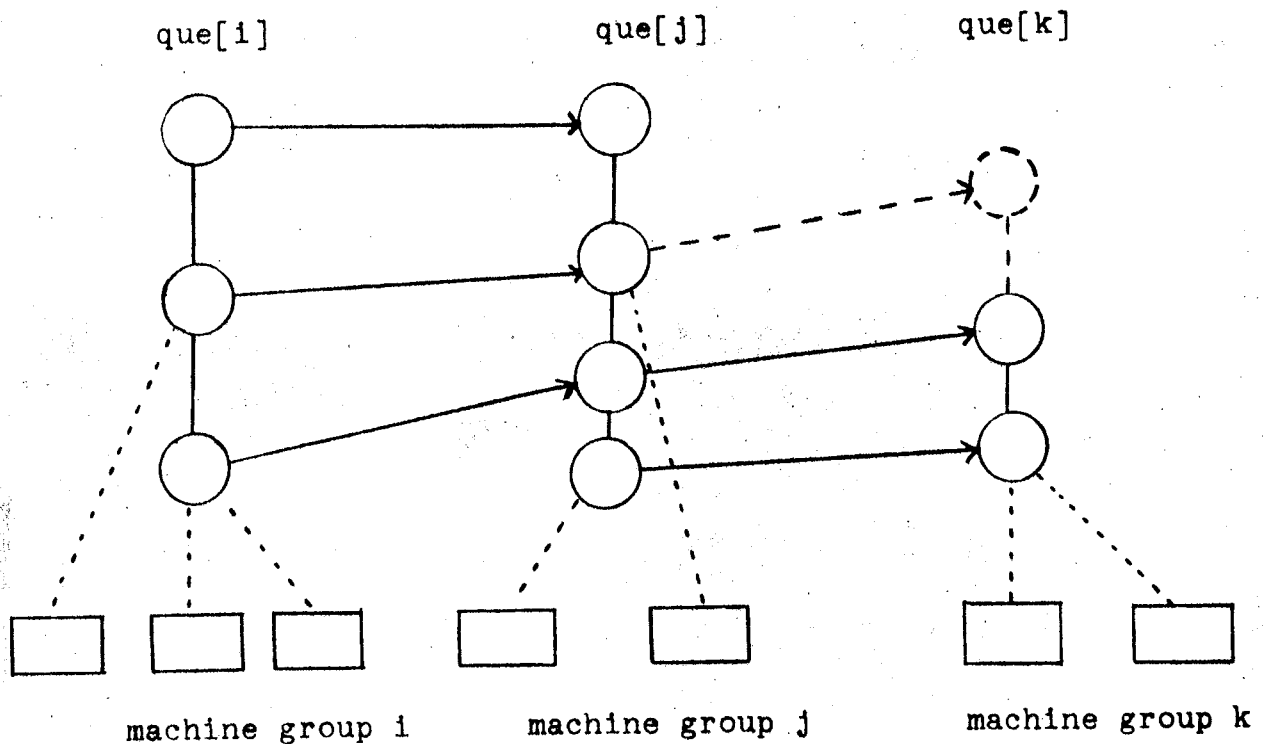 que[i]
que[j]
que[k]
machine group i
machine group j
machine group k